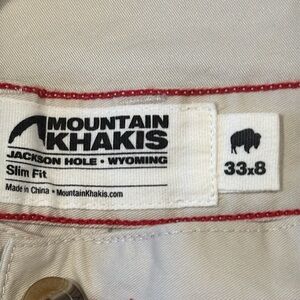 MOUNTAIN
KHAKIS
JACKSON HOLE • WYOMING
Slim Fit
Made in China • MountainKhakis.com
33x8